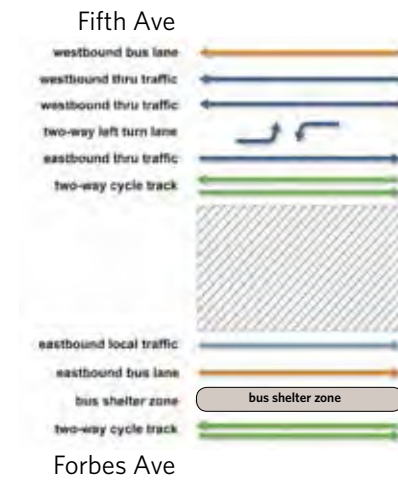 Fifth Ave
westbound bus lane
westbound thru traffic
westbound thru traffic
two-way left turn lane
eastbound thru traffic
two-way cycle track
eastbound local traffic
eastbound bus lane
bus shelter zone bus shelter zone
two-way cycle track
Forbes Ave